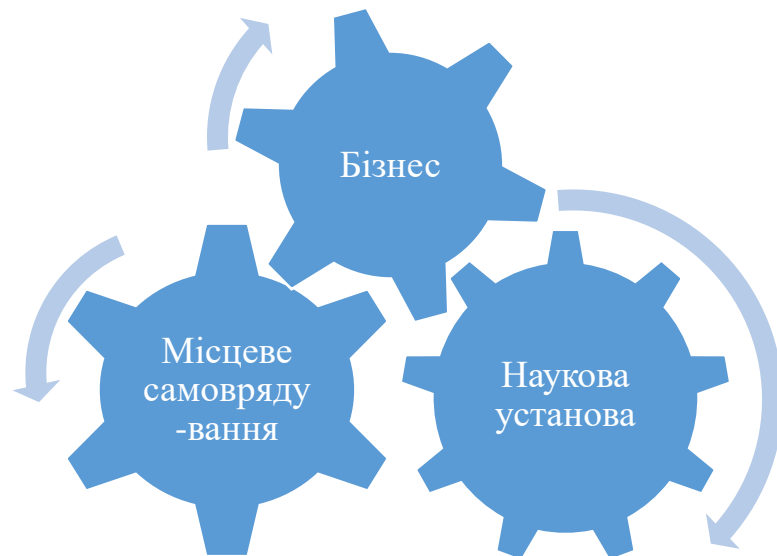 Бізнес
Місцеве
самовряду
-вання
Наукова
установа